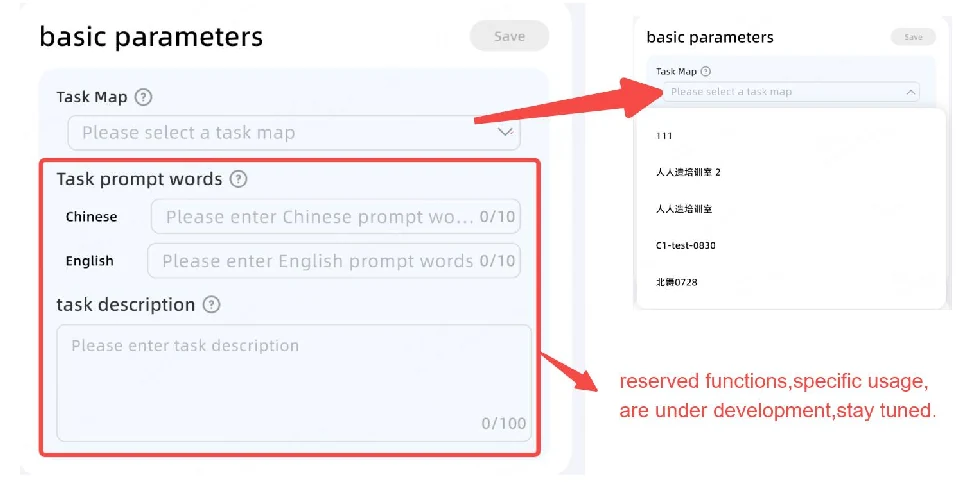 basic parameters
Save
Task Map ?
Please select a task map
Task prompt words ?
Chinese
Please enter Chinese prompt wo... 0/10
English
Please enter English prompt words 0/10
task description ?
Please enter task description
0/100
basic parameters
Save
Task Map ?
Please select a task map
111
人人造培训室 2
人人造培训室
C1-test-0830
北爵0728
reserved functions,specific usage,
are under development,stay tuned.